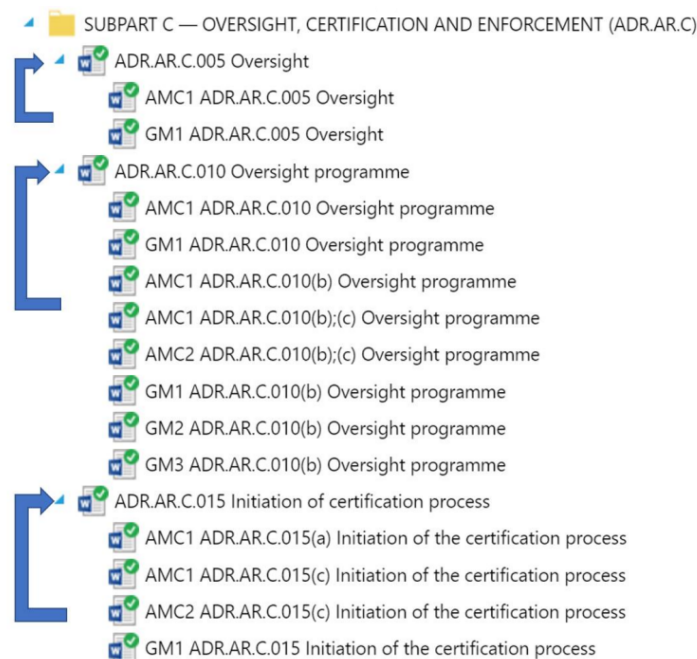 SUBPART C — OVERSIGHT, CERTIFICATION AND ENFORCEMENT (ADR.AR.C)
ADR.AR.C.005 Oversight
AMC1 ADR.AR.C.005 Oversight
GM1 ADR.AR.C.005 Oversight
ADR.AR.C.010 Oversight programme
AMC1 ADR.AR.C.010 Oversight programme
GM1 ADR.AR.C.010 Oversight programme
AMC1 ADR.AR.C.010(b) Oversight programme
AMC1 ADR.AR.C.010(b);(c) Oversight programme
AMC2 ADR.AR.C.010(b);(c) Oversight programme
GM1 ADR.AR.C.010(b) Oversight programme
GM2 ADR.AR.C.010(b) Oversight programme
GM3 ADR.AR.C.010(b) Oversight programme
ADR.AR.C.015 Initiation of certification process
AMC1 ADR.AR.C.015(a) Initiation of the certification process
AMC1 ADR.AR.C.015(c) Initiation of the certification process
AMC2 ADR.AR.C.015(c) Initiation of the certification process
GM1 ADR.AR.C.015 Initiation of the certification process